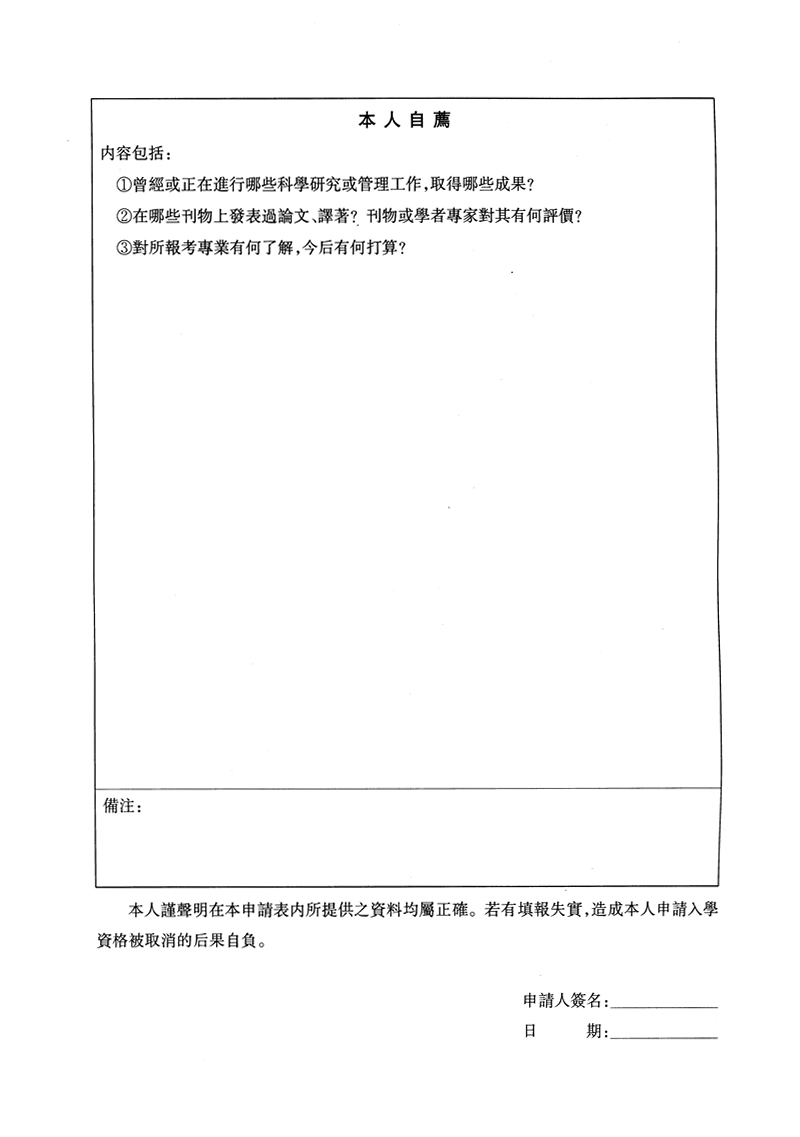 本人自薦
内容包括:
①曾經或正在進行哪些科學研究或管理工作,取得哪些成果?
②在哪些刊物上發表過論文、譯著? 刊物或學者專家對其有何評價?
③對所報考專業有何了解,今后有何打算?
備注:
本人謹聲明在本申請表内所提供之資料均屬正確。若有填報失實,造成本人申請入學
資格被取消的后果自負。
申請人簽名:
日 期: